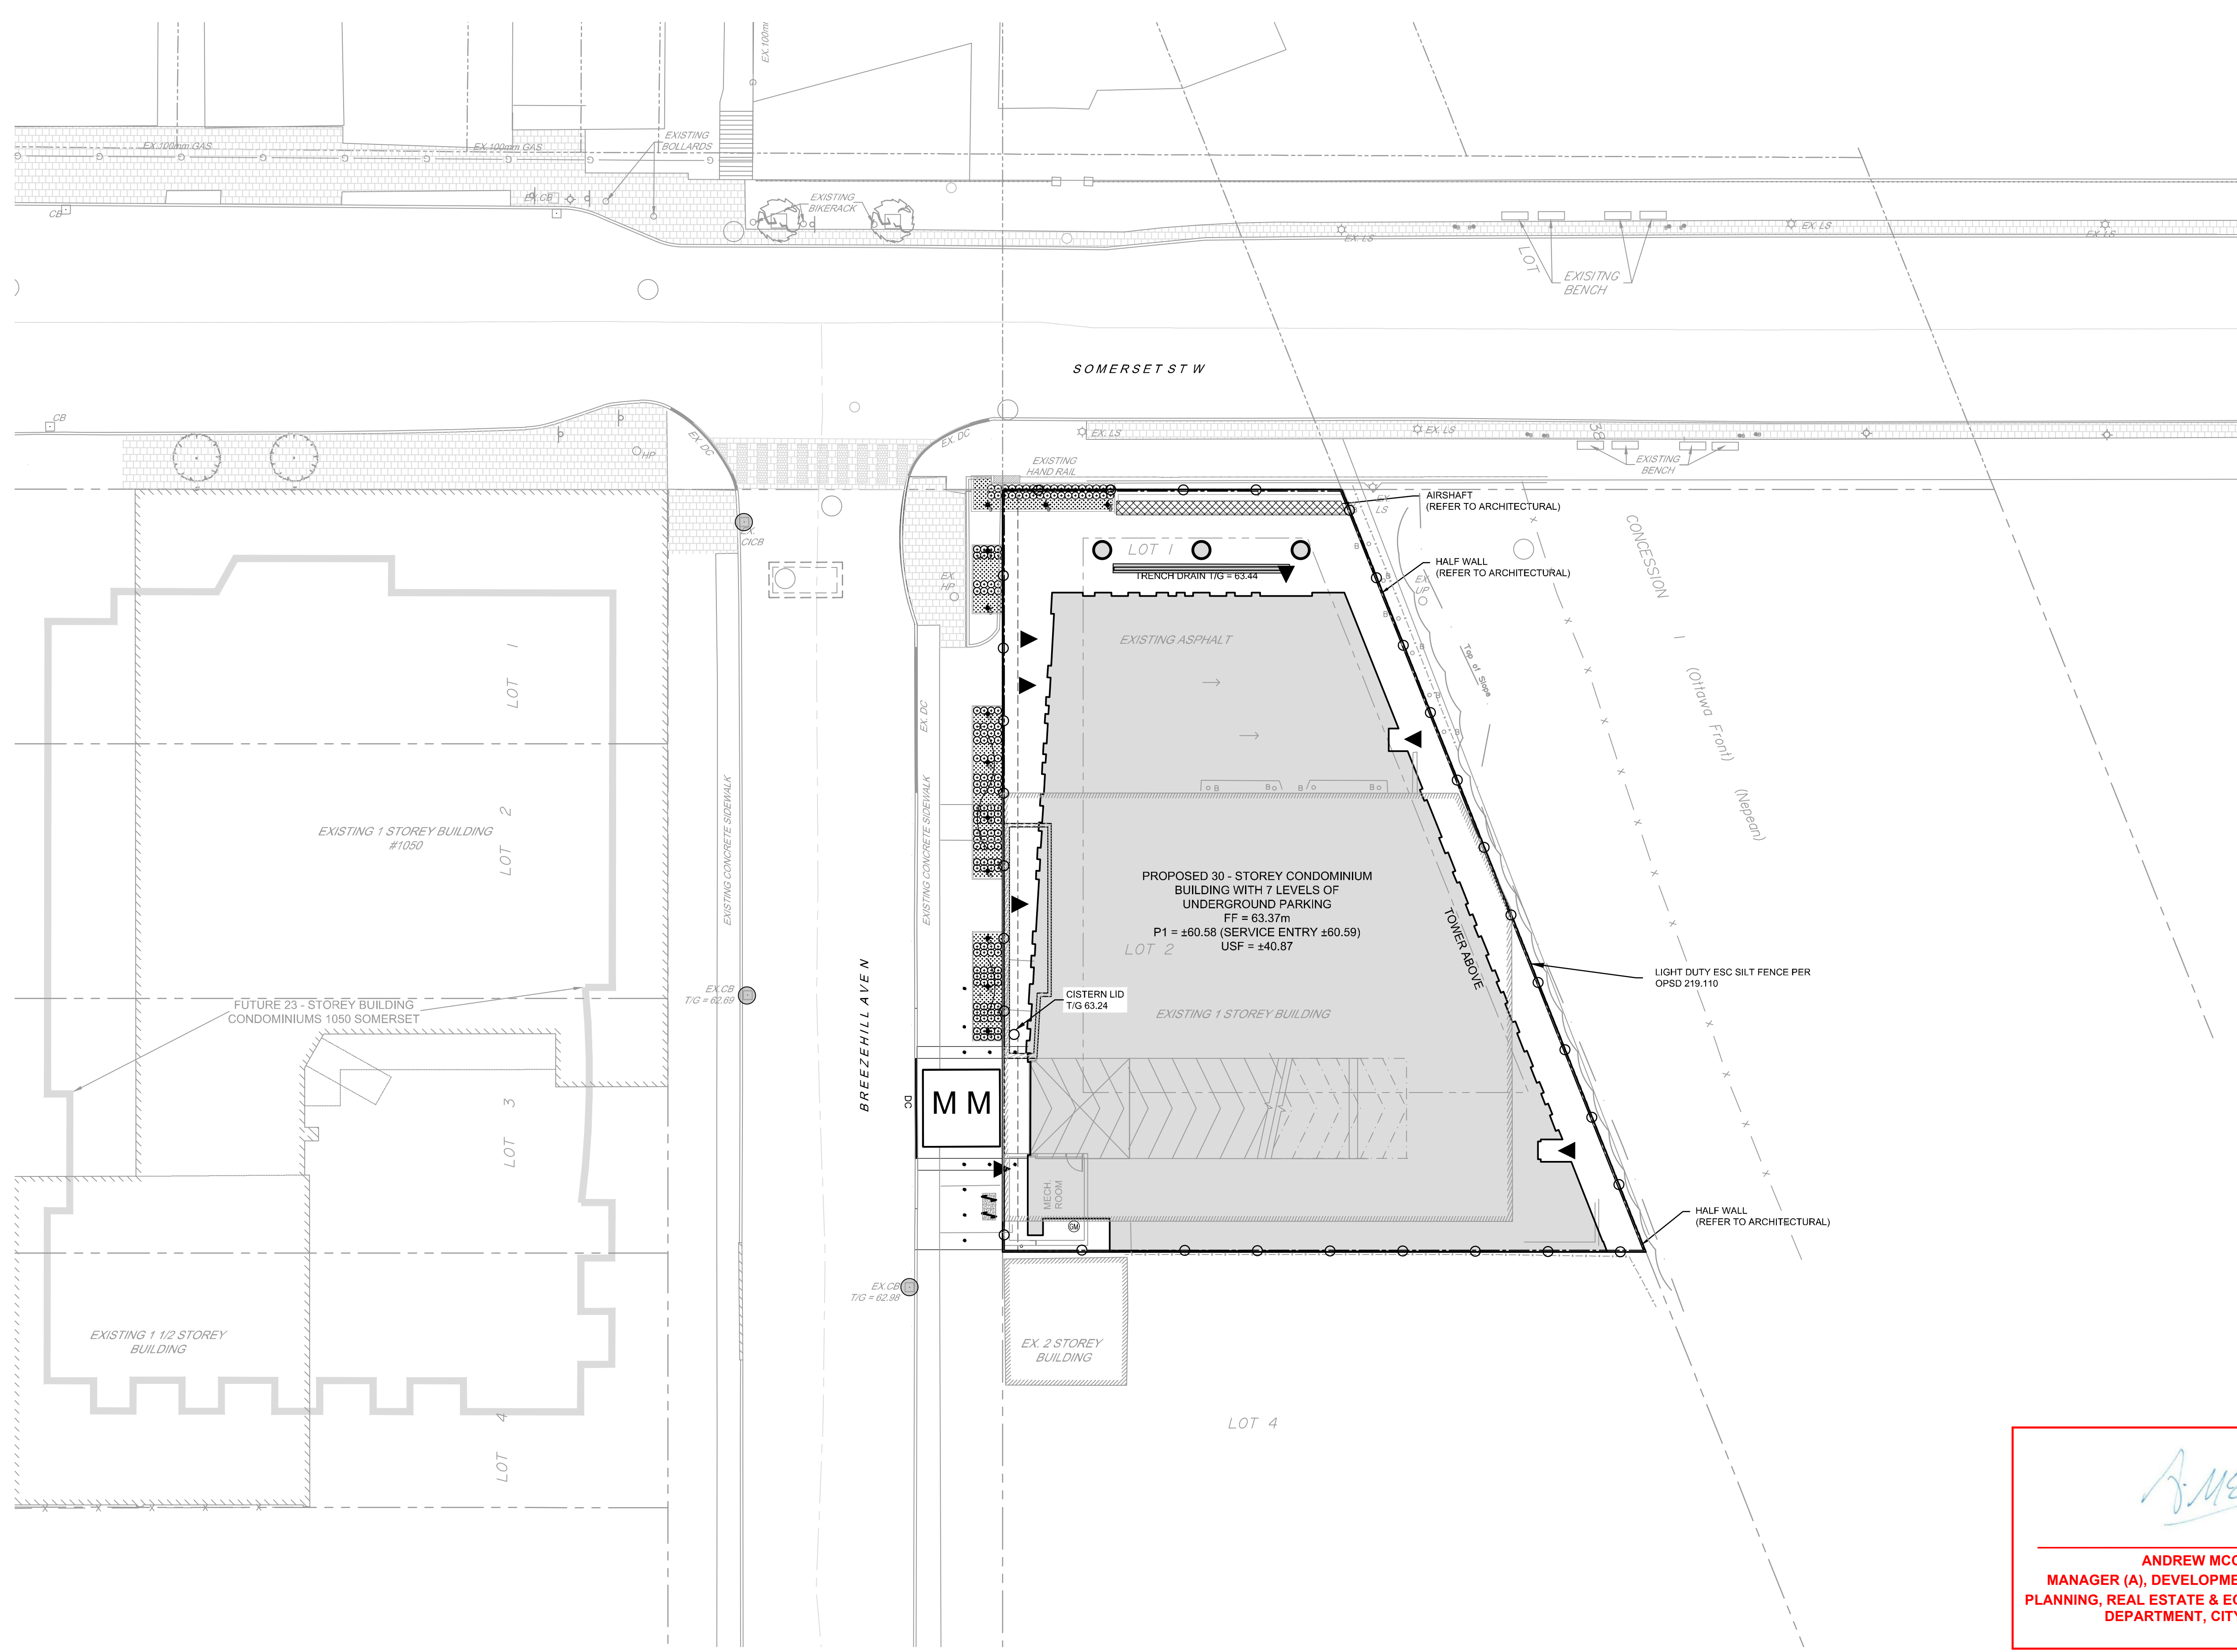 EX.100mm
EX.100mm GAS
EX.100mm GAS
EXISTING
BOLLARDS
EX.CB
CB
EXISTING
BIKERACK
EX. LS
EX. LS
EX. LS
LOT
EXISITNG
BENCH
SOMERSET ST W
CB
HP
EX. DC
EX. DC
EXISTING
HAND RAIL
EX. LS
EX. LS
38
EXISTING
BENCH
EX.
LS
AIRSHAFT
(REFER TO ARCHITECTURAL)
EX.
CICB
LOT 1
TRENCH DRAIN T/G = 63.44
B
HALF WALL
(REFER TO ARCHITECTURAL)
CONCESSION 1 (Ottawa Front) (Nepean)
EX.
HP
B
EX.
UP
B
B
Top of Slope
B
B
EXISTING ASPHALT
LOT 1
EX. DC
B
B
B
B
EXISTING CONCRETE SIDEWALK
EXISTING CONCRETE SIDEWALK
EXISTING 1 STOREY BUILDING
#1050
LOT 2
PROPOSED 30 - STOREY CONDOMINIUM
BUILDING WITH 7 LEVELS OF
UNDERGROUND PARKING
FF = 63.37m
P1 = ±60.58 (SERVICE ENTRY ±60.59)
USF = ±40.87
LOT 2
TOWER ABOVE
LIGHT DUTY ESC SILT FENCE PER
OPSD 219.110
EX.CB
T/G = 62.69
CISTERN LID
T/G 63.24
EXISTING 1 STOREY BUILDING
FUTURE 23 - STOREY BUILDING
CONDOMINIUMS 1050 SOMERSET
BREEZEHILL AVE N
DC
M M
LOT 3
MECH.
ROOM
GM
HALF WALL
(REFER TO ARCHITECTURAL)
EX.CB
T/G = 62.98
EXISTING 1 1/2 STOREY
BUILDING
EX. 2 STOREY
BUILDING
LOT 4
LOT 4
ANDREW MCC
MANAGER (A), DEVELOPME
PLANNING, REAL ESTATE & EC
DEPARTMENT, CITY